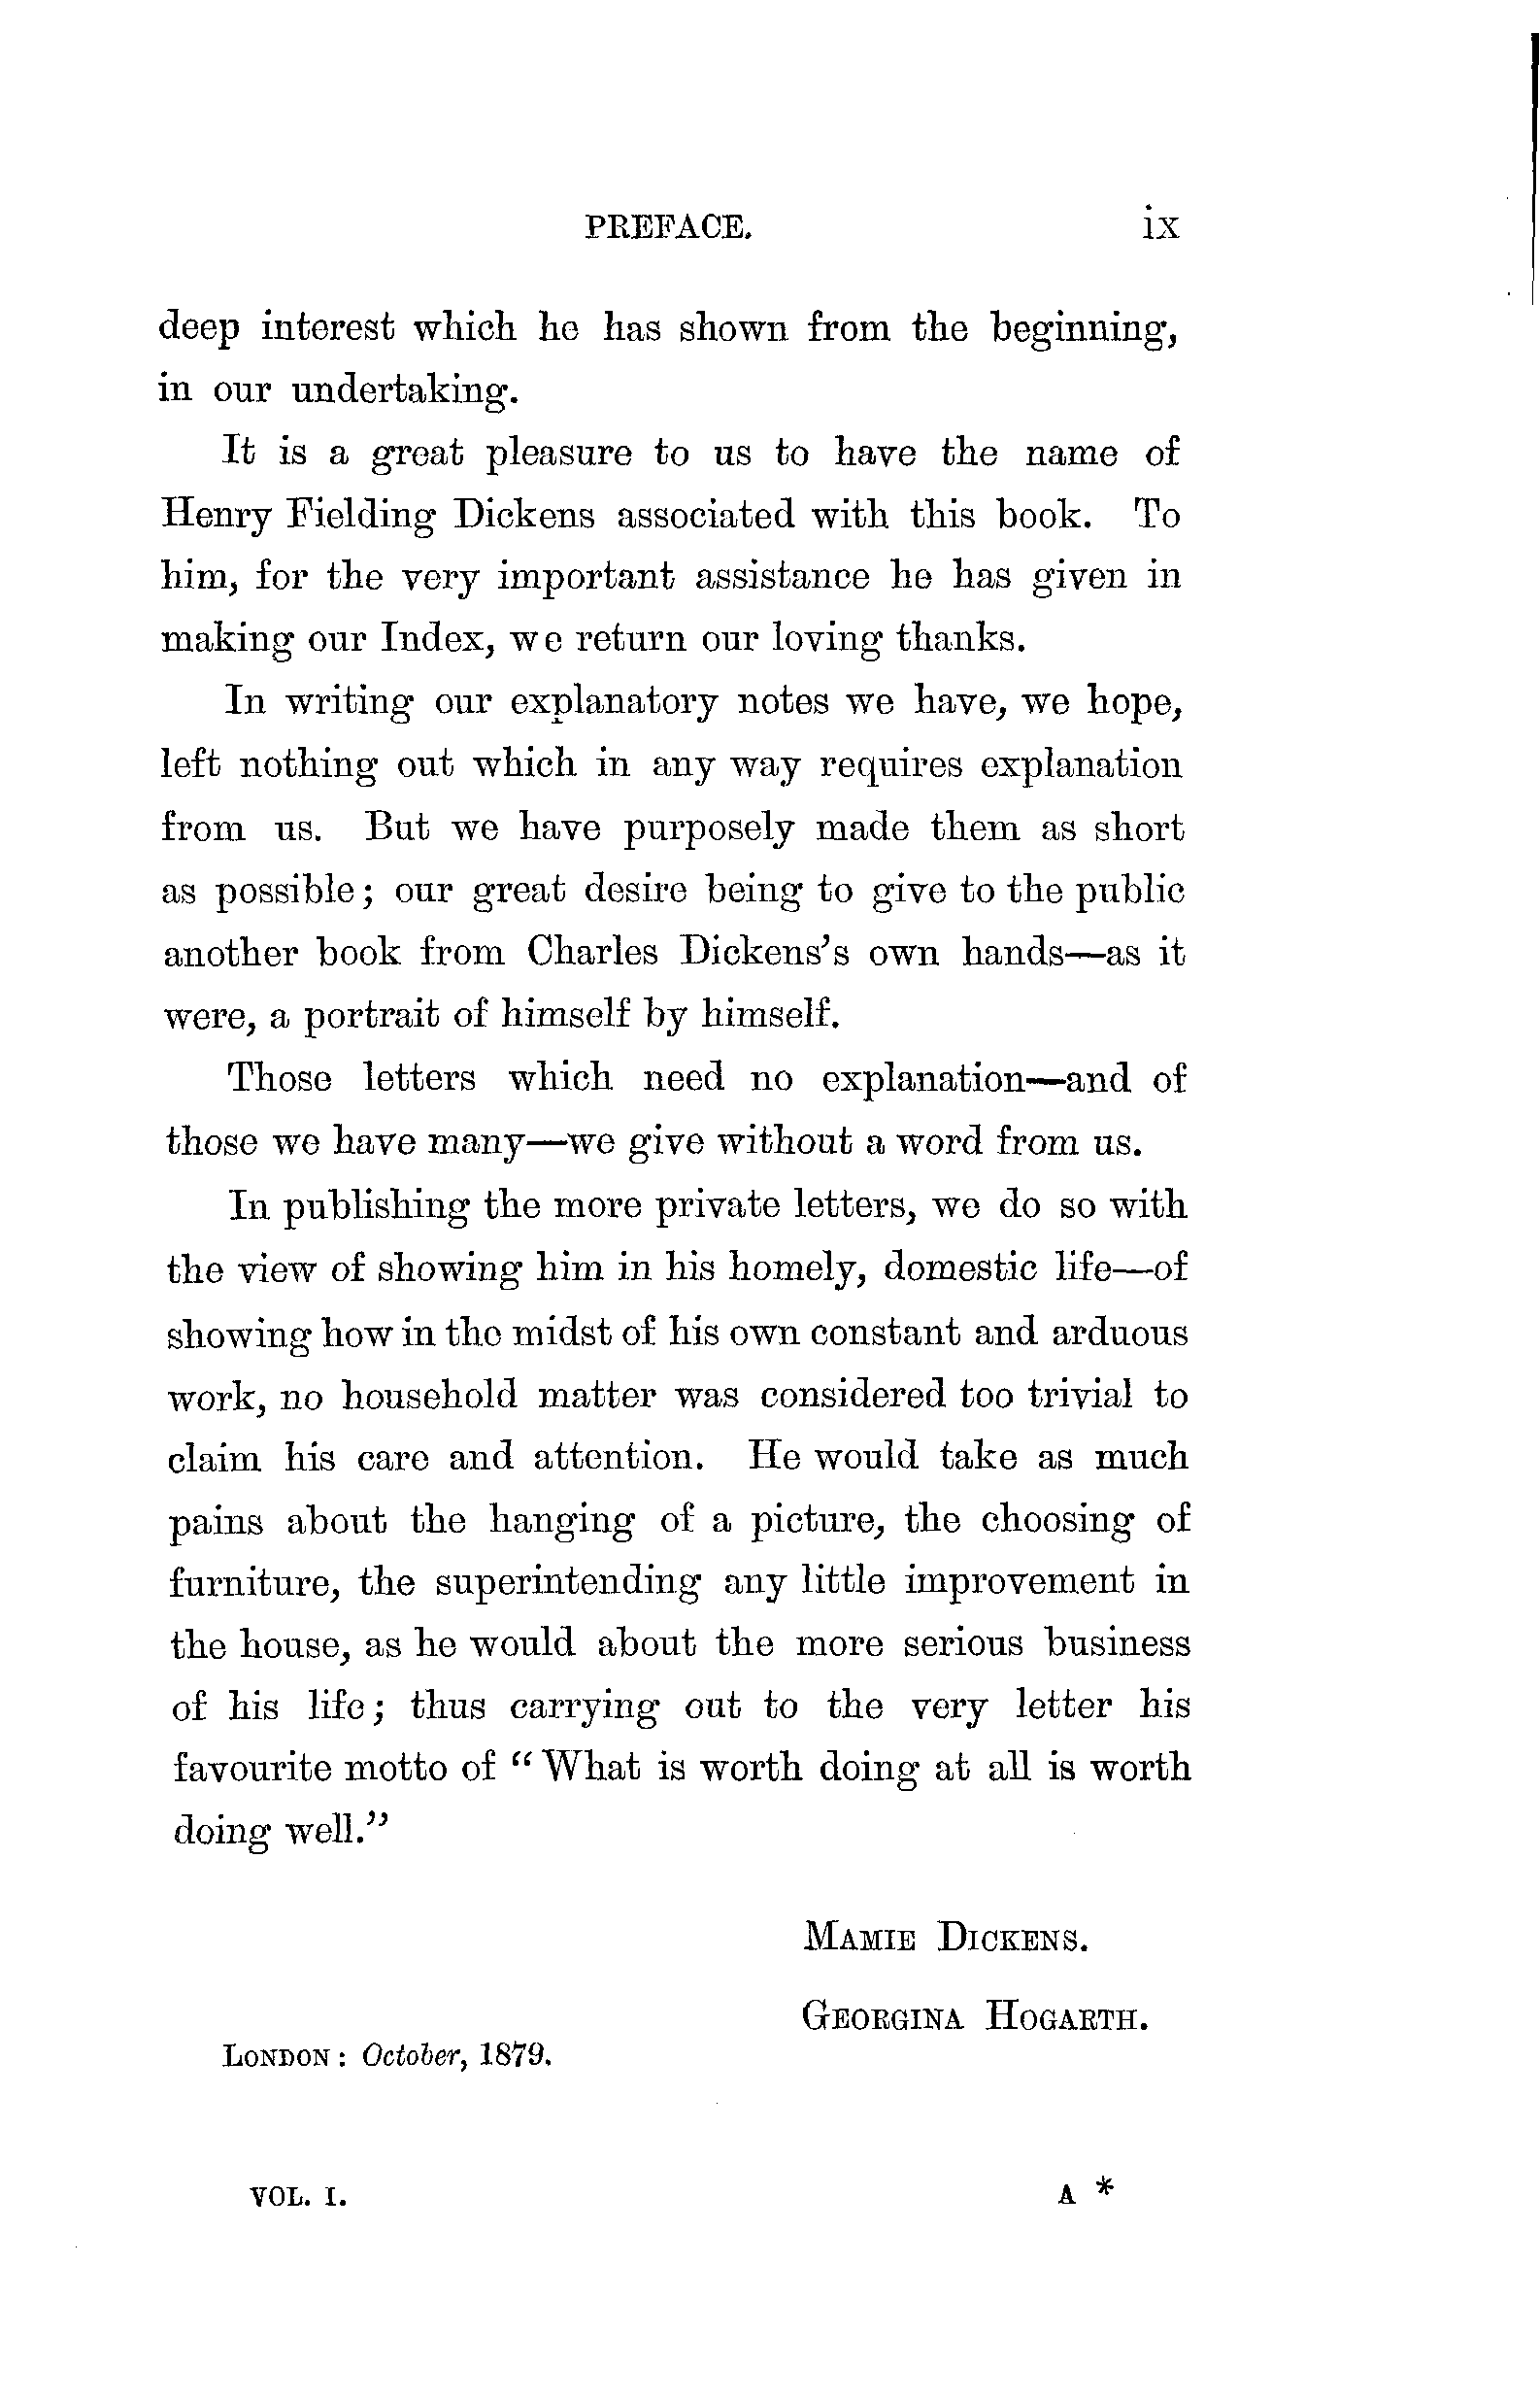 PREFACE. ix
deep interest which he has shown from the beginning,
in our undertaking.
It is a great pleasure to us to have the name of
Henry Fielding Dickens associated with this book. To
him, for the very important assistance he has given in
making our Index, we return our loving thanks.
In writing our explanatory notes we have, we hope,
left nothing out which in any way requires explanation
from us. But we have purposely made them as short
as possible; our great desire being to give to the public
another book from Charles Dickens's own hands—as it
were, a portrait of himself by himself.
Those letters which need no explanation—and of
those we have many—we give without a word from us.
In publishing the more private letters, we do so with
the view of showing him in his homely, domestic life—of
showing how in the midst of his own constant and arduous
work, no household matter was considered too trivial to
claim his care and attention. He would take as much
pains about the hanging of a picture, the choosing of
furniture, the superintending any little improvement in
the house, as he would about the more serious business
of his life; thus carrying out to the very letter his
favourite motto of "What is worth doing at all is worth
doing well."
MAMIE DICKENS.
GEORGINA HOGARTH.
LONDON: October, 1879.
VOL. I. A *